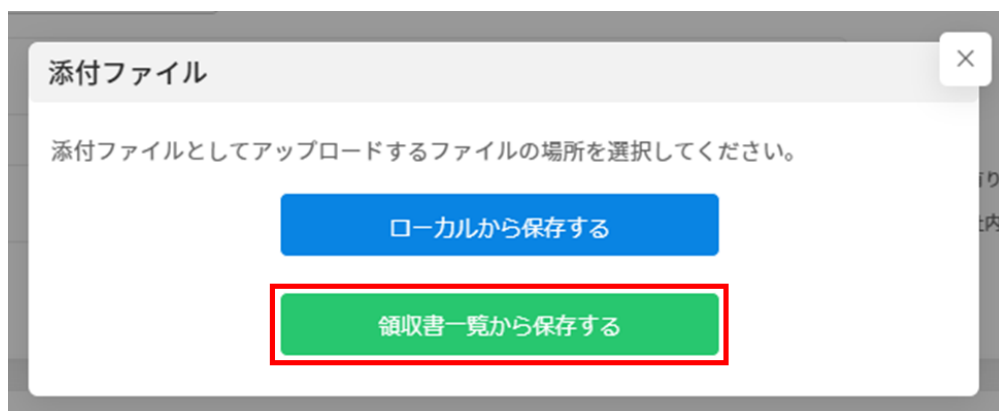 添付ファイル
添付ファイルとしてアップロードするファイルの場所を選択してください。
ローカルから保存する
領収書一覧から保存する